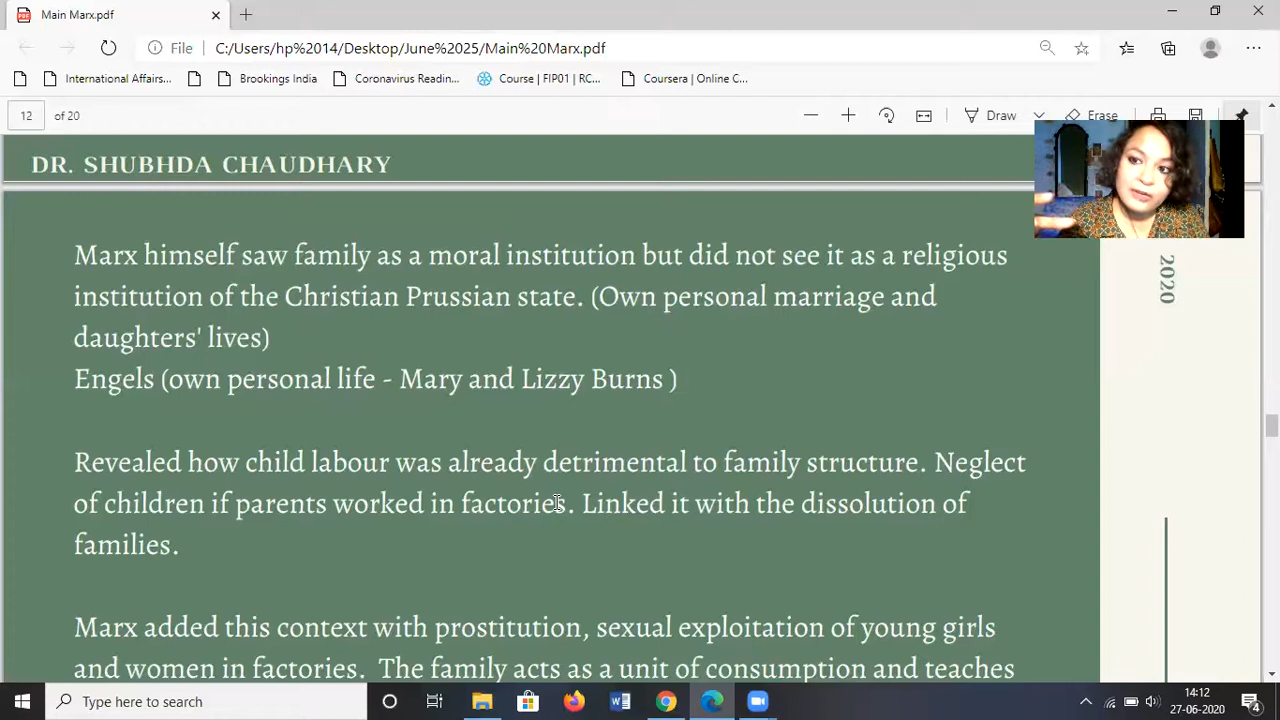 Main Marx.pdf
File
C:/Users/hp%2014/Desktop/June%2025/Main%20Marx.pdf
International Affairs...
Brookings India
Coronavirus Readin...
Course | FIP01 | RC...
Coursera | Online C...
12 of 20
Draw
Erase
DR. SHUBHDA CHAUDHARY
Marx himself saw family as a moral institution but did not see it as a religious
institution of the Christian Prussian state. (Own personal marriage and
daughters' lives)
Engels (own personal life - Mary and Lizzy Burns )
Revealed how child labour was already detrimental to family structure. Neglect
of children if parents worked in factories. Linked it with the dissolution of
families.
Marx added this context with prostitution, sexual exploitation of young girls
and women in factories.  The family acts as a unit of consumption and teaches
2020
Type here to search
14:12
27-06-2020
4